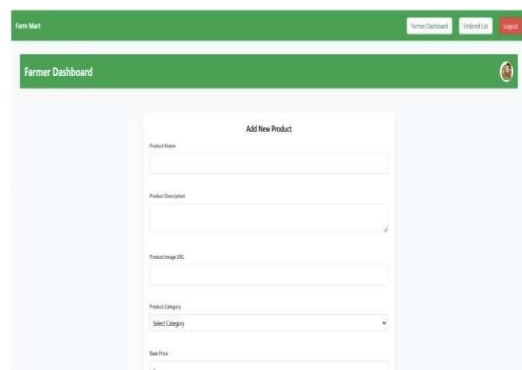 Farm Mart
Farmer Dashboard
Ordered List
Logout
Farmer Dashboard
Add New Product
Product Name
Product Description
Product Image URL
Product Category
Select Category
Base Price